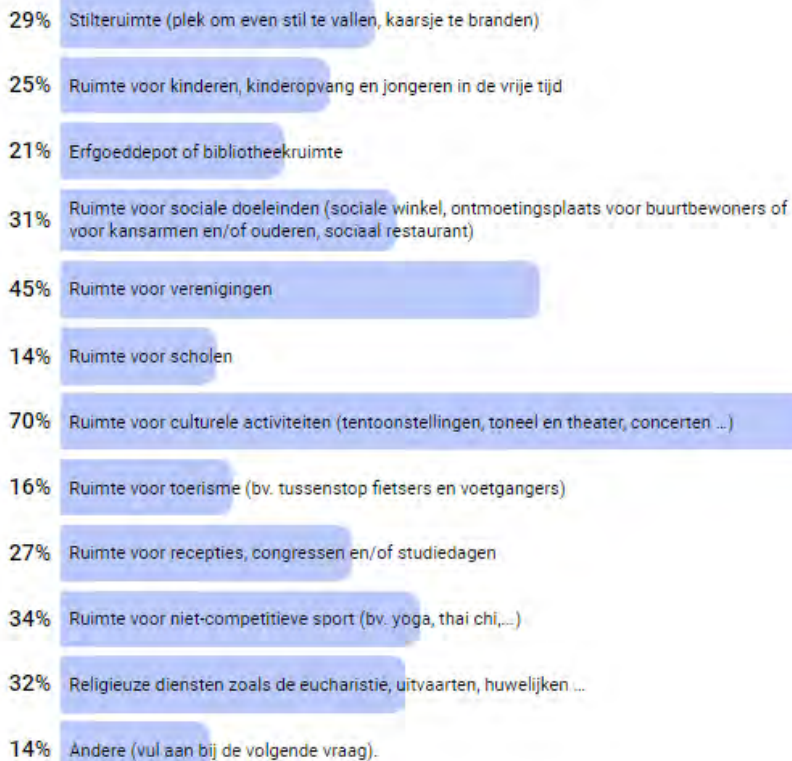 29% Stilteruimte (plek om even stil te vallen, kaarsje te branden)
25% Ruimte voor kinderen, kinderopvang en jongeren in de vrije tijd
21% Erfgoeddepot of bibliotheekruimte
31% Ruimte voor sociale doeleinden (sociale winkel, ontmoetingsplaats voor buurtbewoners of
voor kansarmen en/of ouderen, sociaal restaurant)
45% Ruimte voor verenigingen
14% Ruimte voor scholen
70% Ruimte voor culturele activiteiten (tentoonstellingen, toneel en theater, concerten ...)
16% Ruimte voor toerisme (bv. tussenstop fietsers en voetgangers)
27% Ruimte voor recepties, congressen en/of studiedagen
34% Ruimte voor niet-competitieve sport (bv. yoga, thai chi,...)
32% Religieuze diensten zoals de eucharistie, uitvaarten, huwelijken ...
14% Andere (vul aan bij de volgende vraag).